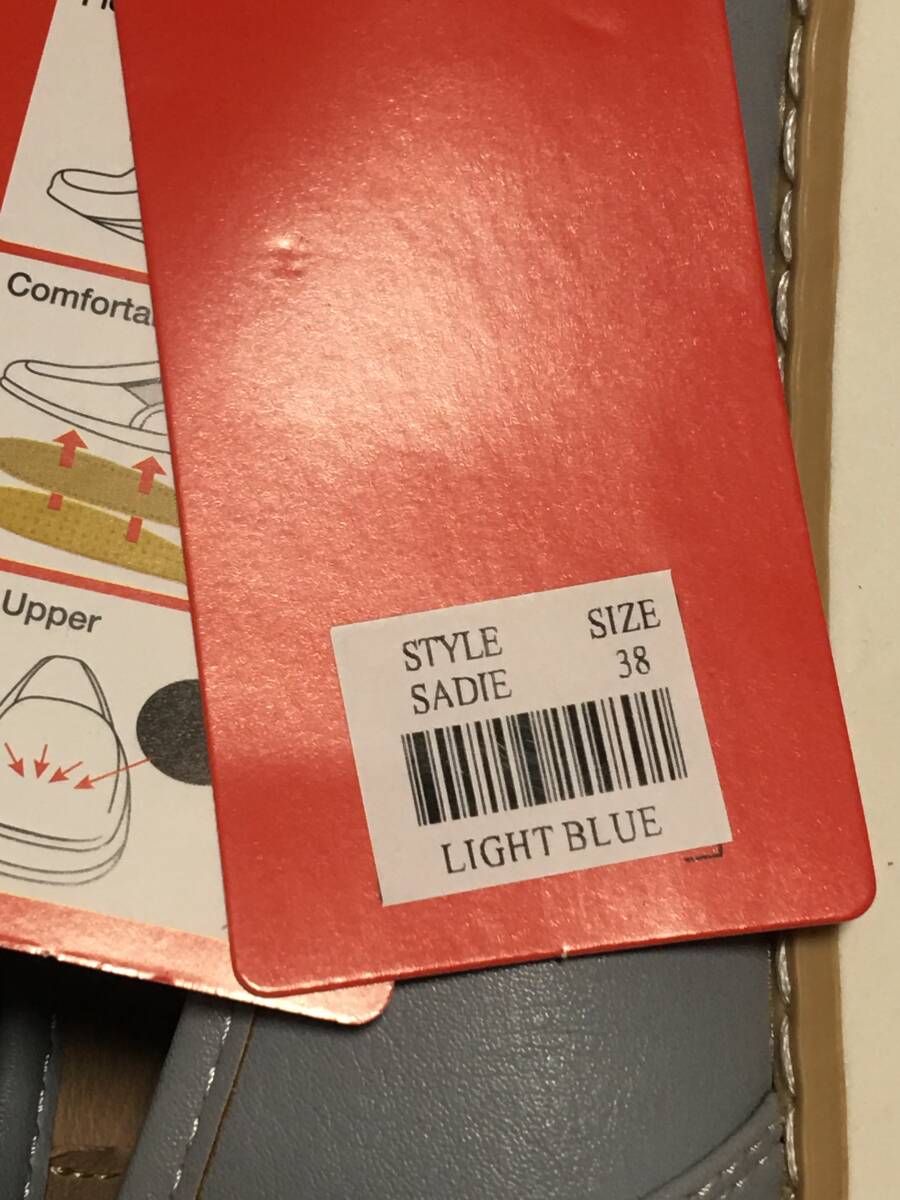 Comforta
Upper
STYLE SIZE
SADIE 38
LIGHT BLUE